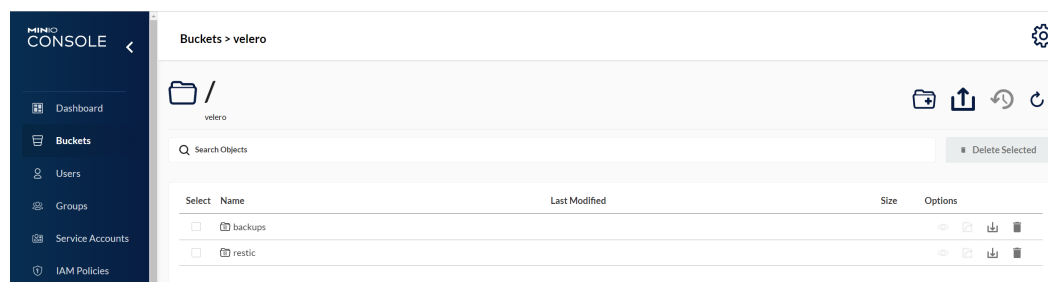 MINIO
CONSOLE
Dashboard
Buckets
Users
Groups
Service Accounts
IAM Policies
Buckets > velero
/
velero
Search Objects
Delete Selected
Select Name Last Modified Size Options
backups
restic